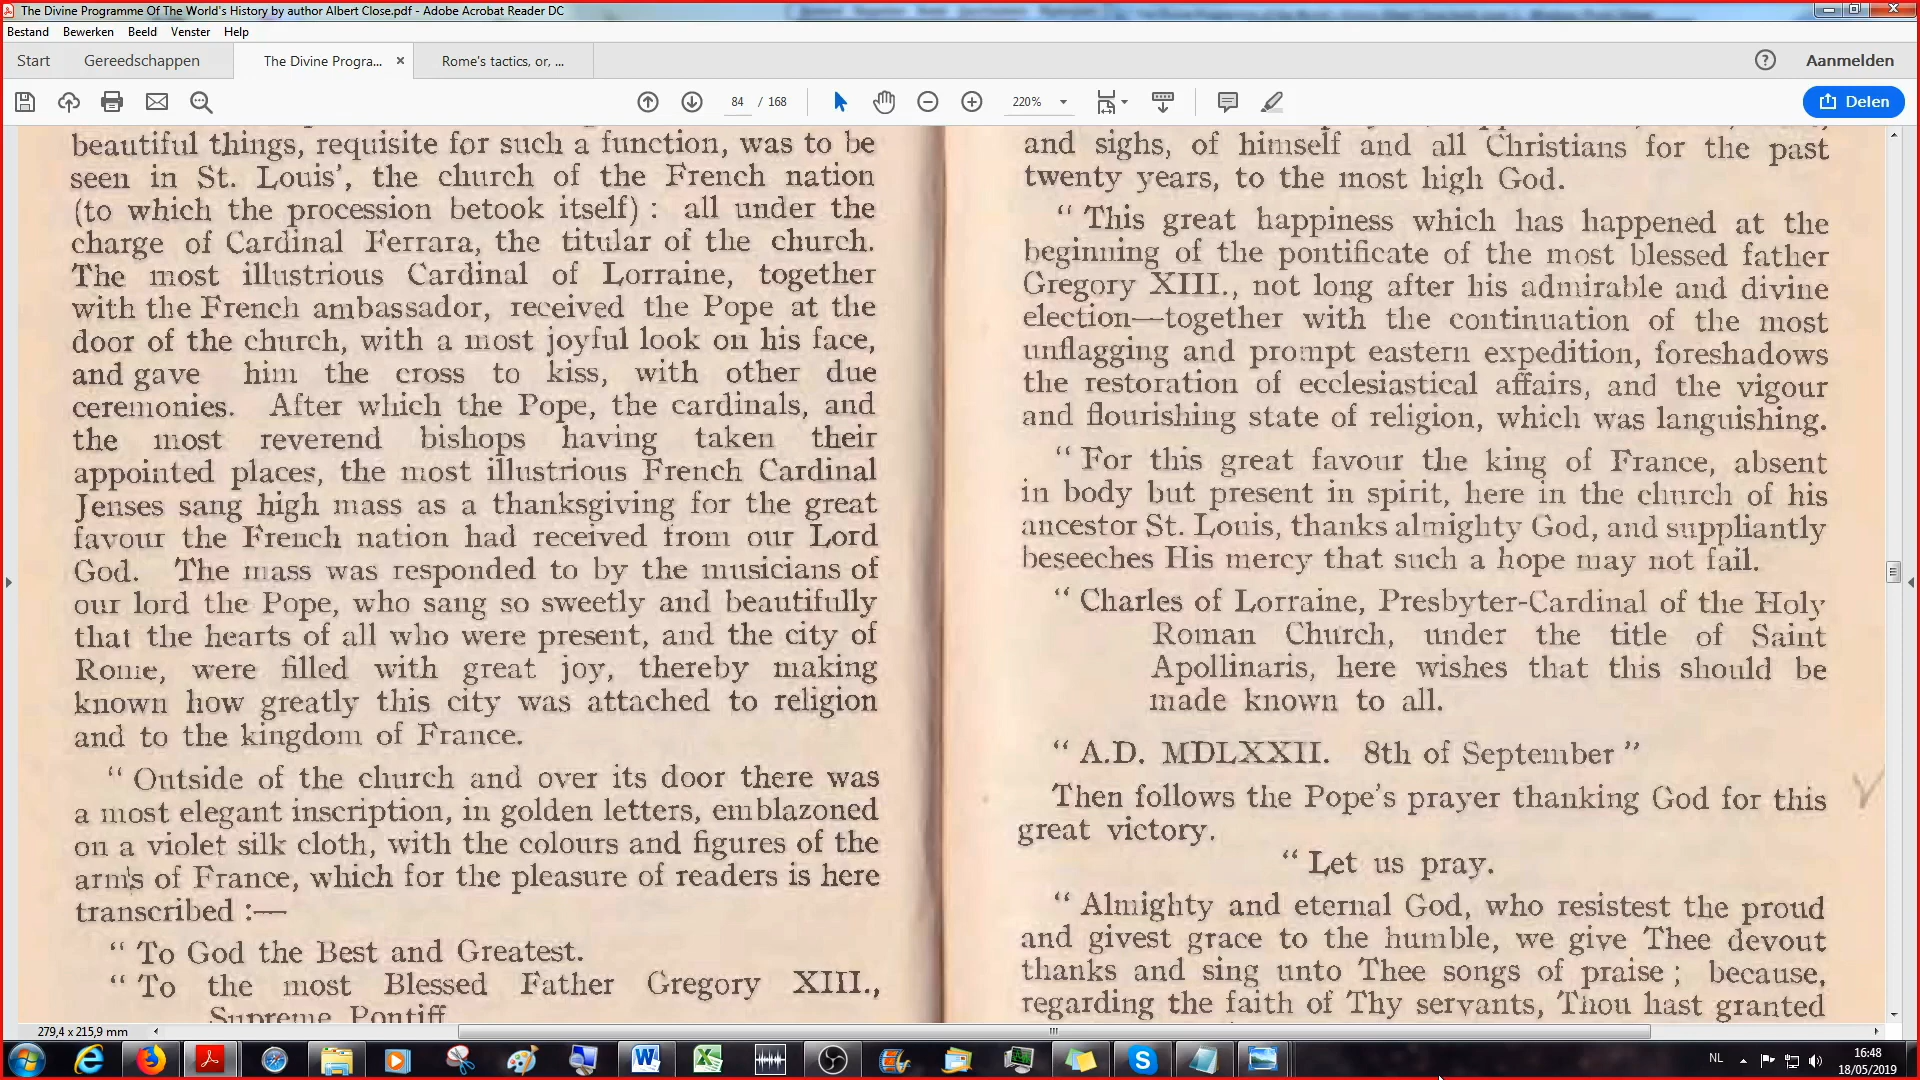 The Divine Programme Of The World's History by author Albert Close.pdf - Adobe Acrobat Reader DC
Bestand Bewerken Beeld Venster Help
Start Gereedschappen The Divine Progra... × Rome's tactics, or, ... Aanmelden
84 / 168 220% Delen
beautiful things, requisite for such a function, was to be
seen in St. Louis', the church of the French nation
(to which the procession betook itself) : all under the
charge of Cardinal Ferrara, the titular of the church.
The most illustrious Cardinal of Lorraine, together
with the French ambassador, received the Pope at the
door of the church, with a most joyful look on his face,
and gave him the cross to kiss, with other due
ceremonies. After which the Pope, the cardinals, and
the most reverend bishops having taken their
appointed places, the most illustrious French Cardinal
Jenses sang high mass as a thanksgiving for the great
favour the French nation had received from our Lord
God. The mass was responded to by the musicians of
our lord the Pope, who sang so sweetly and beautifully
that the hearts of all who were present, and the city of
Rome, were filled with great joy, thereby making
known how greatly this city was attached to religion
and to the kingdom of France.
" Outside of the church and over its door there was
a most elegant inscription, in golden letters, emblazoned
on a violet silk cloth, with the colours and figures of the
arms of France, which for the pleasure of readers is here
transcribed :—
" To God the Best and Greatest.
" To the most Blessed Father Gregory XIII.,
Supreme Pontiff
and sighs, of himself and all Christians for the past
twenty years, to the most high God.
" This great happiness which has happened at the
beginning of the pontificate of the most blessed father
Gregory XIII., not long after his admirable and divine
election—together with the continuation of the most
unflagging and prompt eastern expedition, foreshadows
the restoration of ecclesiastical affairs, and the vigour
and flourishing state of religion, which was languishing.
" For this great favour the king of France, absent
in body but present in spirit, here in the church of his
ancestor St. Louis, thanks almighty God, and suppliantly
beseeches His mercy that such a hope may not fail.
" Charles of Lorraine, Presbyter-Cardinal of the Holy
Roman Church, under the title of Saint
Apollinaris, here wishes that this should be
made known to all.
" A.D. MDLXXII. 8th of September "
Then follows the Pope's prayer thanking God for this
great victory.
" Let us pray.
" Almighty and eternal God, who resistest the proud
and givest grace to the humble, we give Thee devout
thanks and sing unto Thee songs of praise ; because,
regarding the faith of Thy servants, Thou hast granted
279,4 x 215,9 mm
NL 16:48
18/05/2019